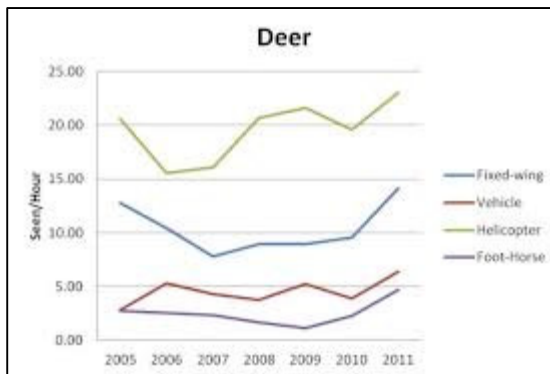 Deer
25.00
20.00
15.00
10.00
5.00
0.00
Seen/Hour
2005 2006 2007 2008 2009 2010 2011
Fixed-wing
Vehicle
Helicopter
Foot-Horse